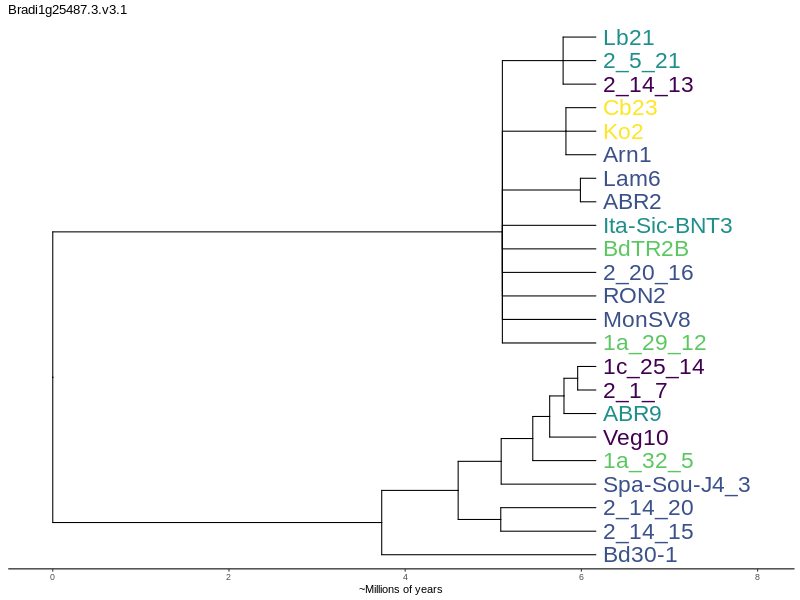 Bradi1g25487.3.v3.1
Lb21
2_5_21
2_14_13
Cb23
Ko2
Arn1
Lam6
ABR2
Ita-Sic-BNT3
BdTR2B
2_20_16
RON2
MonSV8
1a_29_12
1c_25_14
2_1_7
ABR9
Veg10
1a_32_5
Spa-Sou-J4_3
2_14_20
2_14_15
Bd30-1
0 2 4 6 8
~Millions of years